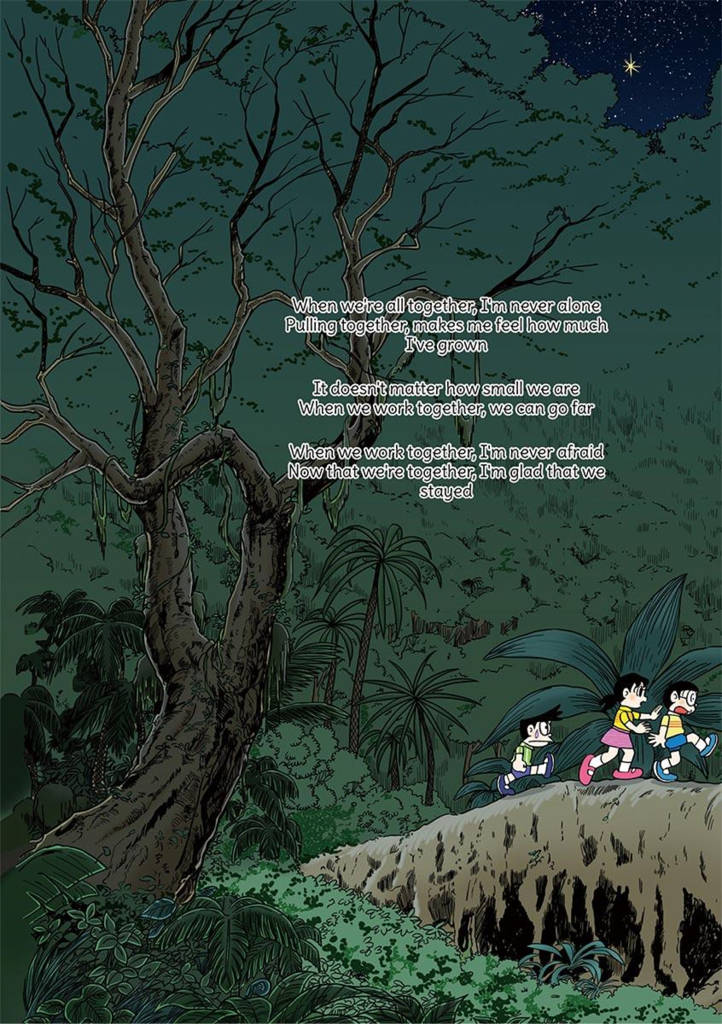 When we're all together, I'm never alone
Pulling together, makes me feel how much
I've grown
It doesn't matter how small we are
When we work together, we can go far
When we work together, I'm never afraid
Now that we're together, I'm glad that we
stayed